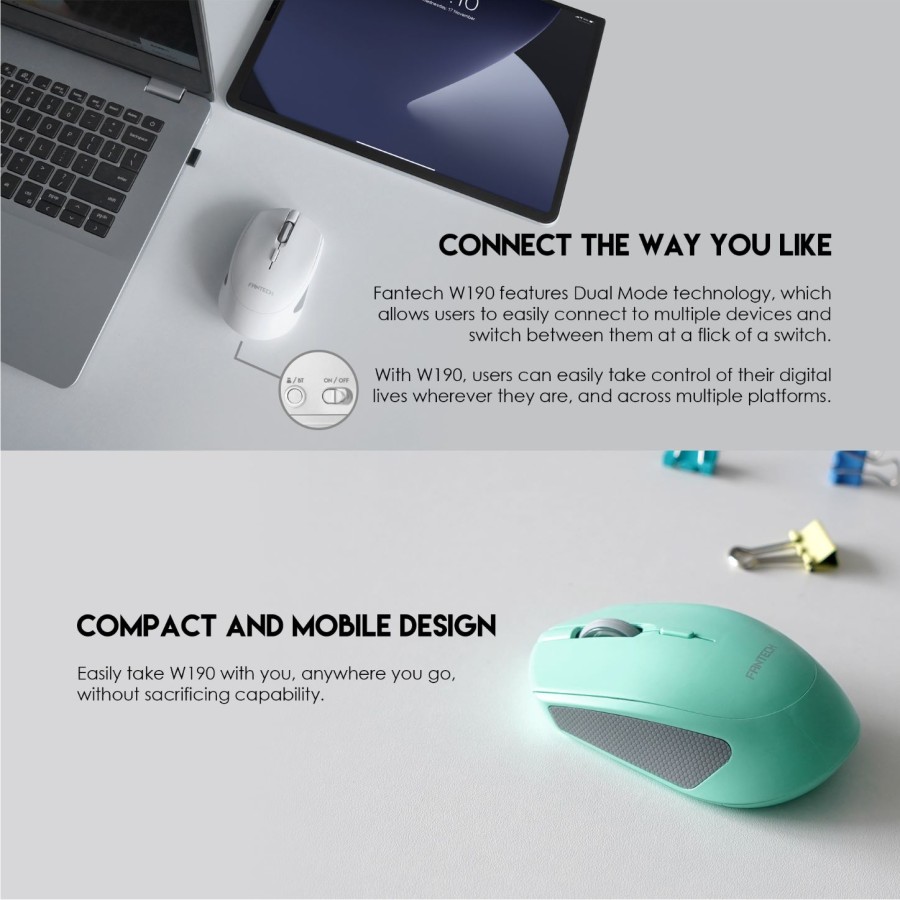 Wednesday, 17 November
CONNECT THE WAY YOU LIKE
Fantech W190 features Dual Mode technology, which
allows users to easily connect to multiple devices and
switch between them at a flick of a switch.
With W190, users can easily take control of their digital
lives wherever they are, and across multiple platforms.
FANTECH
/ BT
ON / OFF
COMPACT AND MOBILE DESIGN
Easily take W190 with you, anywhere you go,
without sacrificing capability.
FANTECH